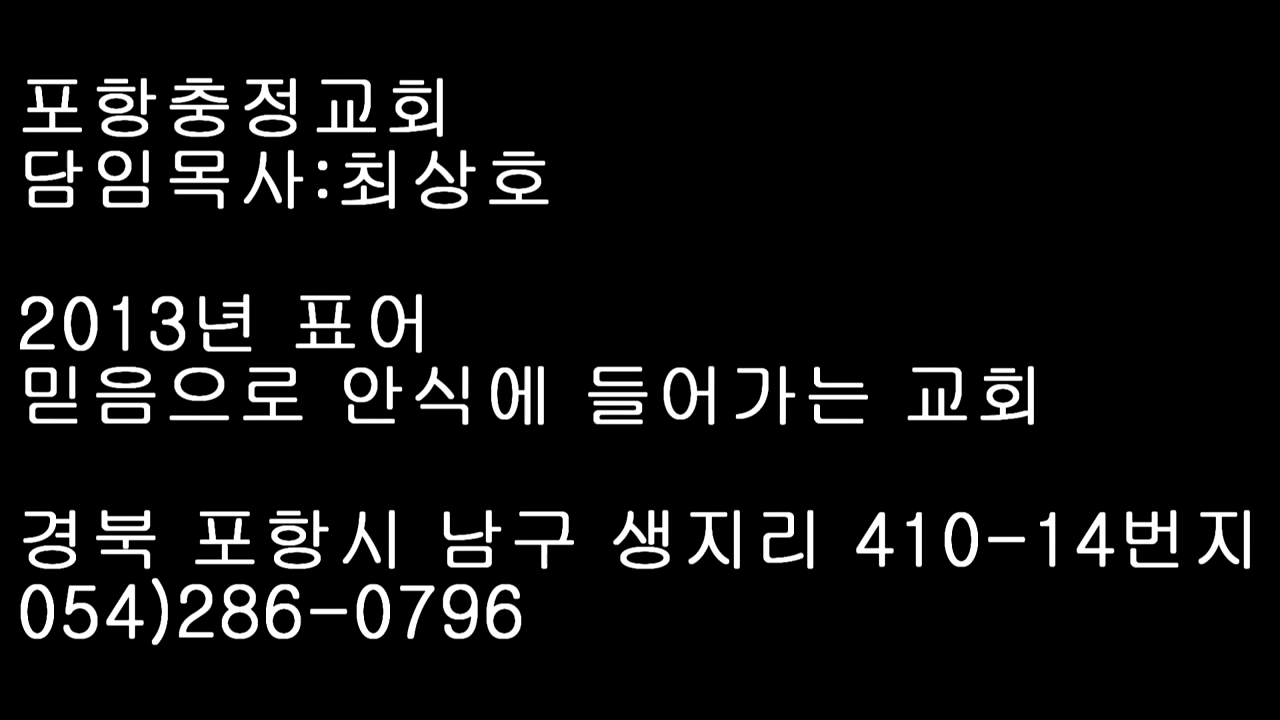 포항충정교회
담임목사:최상호
2013년 표어
믿음으로 안식에 들어가는 교회
경북 포항시 남구 생지리 410-14번지
054)286-0796